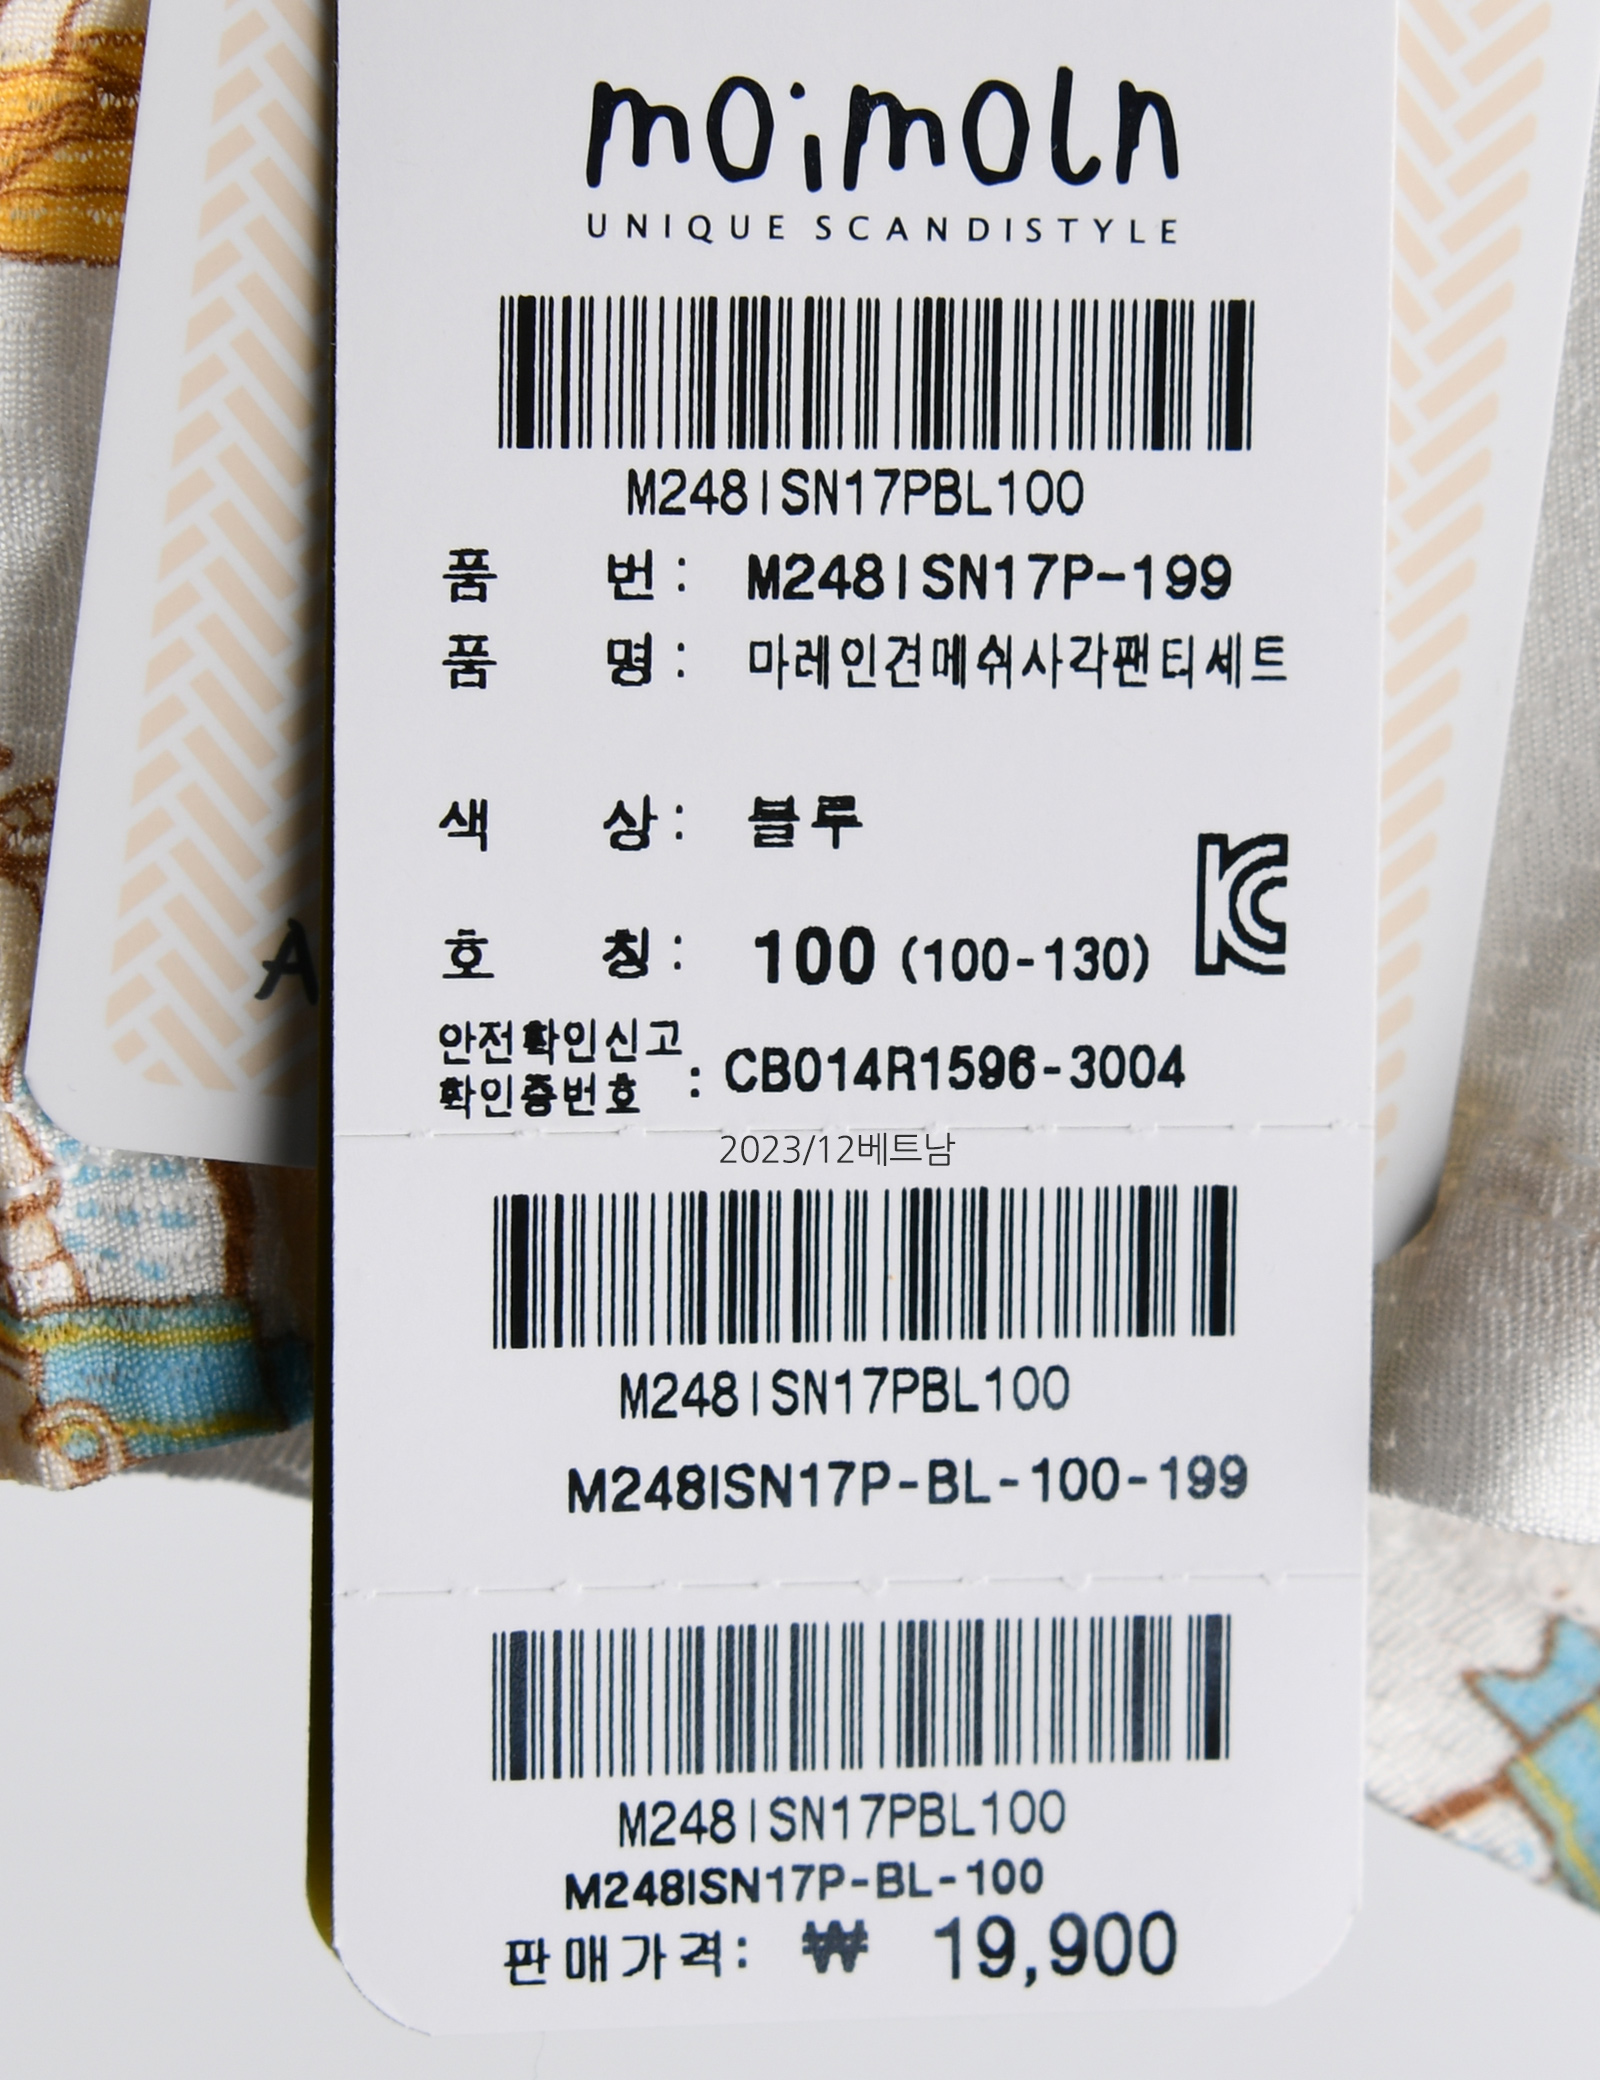 moimoln
UNIQUE SCANDISTYLE
M248ISN17PBL100
품 번 : M248ISN17P-199
품 명 : 마레인견메쉬사각팬티세트
색 상 : 블루
호 칭 : 100 (100-130)
안전확인신고
확인증번호 : CB014R1596-3004
2023/12베트남
M248ISN17PBL100
M248ISN17P-BL-100-199
M248ISN17PBL100
M248ISN17P-BL-100
판매가격: ₩ 19,900